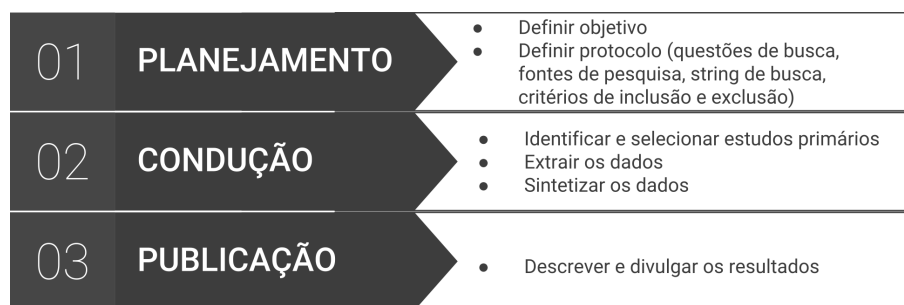 01
PLANEJAMENTO
● Definir objetivo
● Definir protocolo (questões de busca,
fontes de pesquisa, string de busca,
critérios de inclusão e exclusão)
02
CONDUÇÃO
● Identificar e selecionar estudos primários
● Extrair os dados
● Sintetizar os dados
03
PUBLICAÇÃO
● Descrever e divulgar os resultados